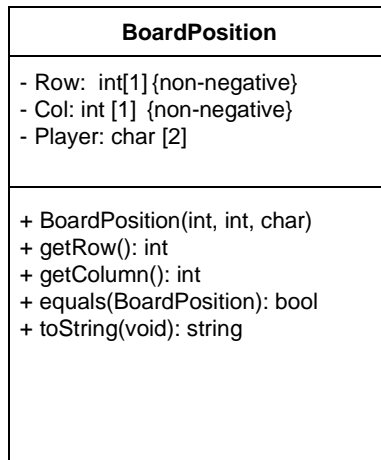 BoardPosition
- Row:  int[1] {non-negative}
- Col: int [1]  {non-negative}
- Player: char [2]
+ BoardPosition(int, int, char)
+ getRow(): int
+ getColumn(): int
+ equals(BoardPosition): bool
+ toString(void): string